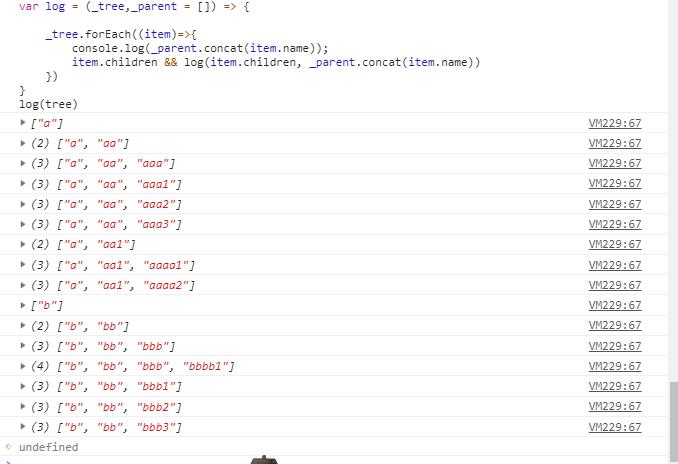 var log = (_tree,_parent = []) => {
_tree.forEach((item)=>{
console.log(_parent.concat(item.name));
item.children && log(item.children, _parent.concat(item.name))
})
}
log(tree)
["a"] VM229:67
(2) ["a", "aa"] VM229:67
(3) ["a", "aa", "aaa"] VM229:67
(3) ["a", "aa", "aaa1"] VM229:67
(3) ["a", "aa", "aaa2"] VM229:67
(3) ["a", "aa", "aaa3"] VM229:67
(2) ["a", "aa1"] VM229:67
(3) ["a", "aa1", "aaaa1"] VM229:67
(3) ["a", "aa1", "aaaa2"] VM229:67
["b"] VM229:67
(2) ["b", "bb"] VM229:67
(3) ["b", "bb", "bbb"] VM229:67
(4) ["b", "bb", "bbb", "bbbb1"] VM229:67
(3) ["b", "bb", "bbb1"] VM229:67
(3) ["b", "bb", "bbb2"] VM229:67
(3) ["b", "bb", "bbb3"] VM229:67
undefined